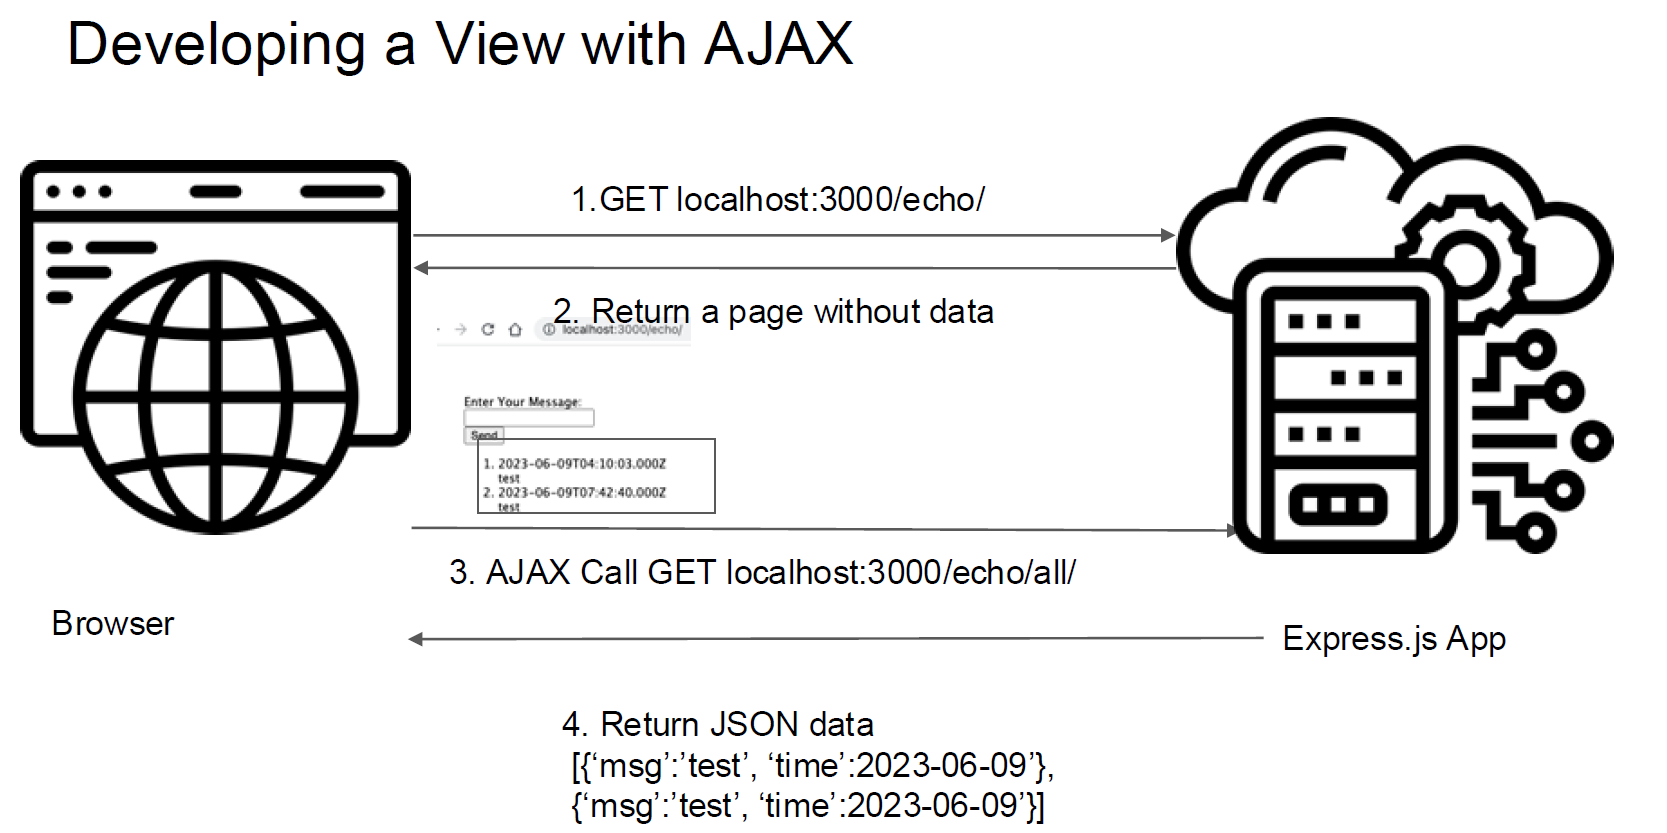 Developing a View with AJAX
1.GET localhost:3000/echo/
2. Return a page without data
localhost:3000/echo/
Enter Your Message:
Send
1. 2023-06-09T04:10:03.000Z
test
2. 2023-06-09T07:42:40.000Z
test
3. AJAX Call GET localhost:3000/echo/all/
Browser
Express.js App
4. Return JSON data
[{‘msg’:’test’, ‘time’:2023-06-09’},
{‘msg’:’test’, ‘time’:2023-06-09’}]